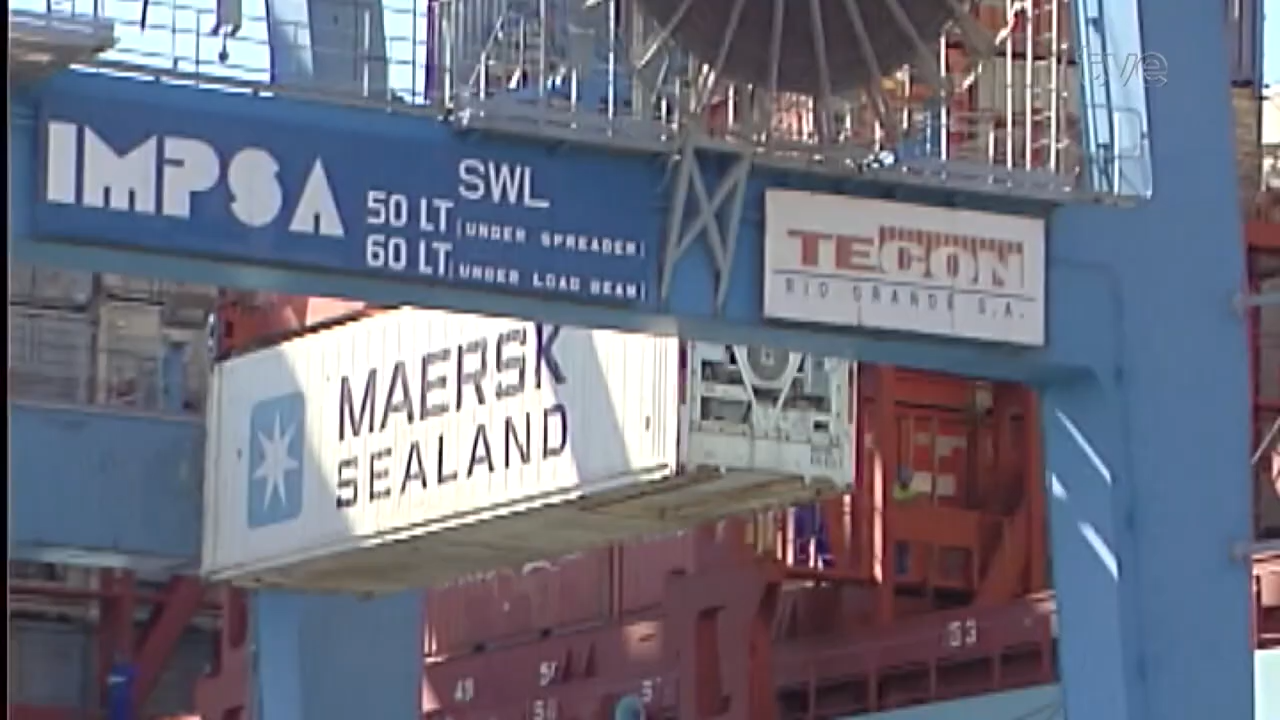 tve
IMPSA
SWL
50 LT (UNDER SPREADER)
60 LT (UNDER LOAD BEAM)
TECON
RIO GRANDE S.A.
MAERSK
SEALAND
53
49